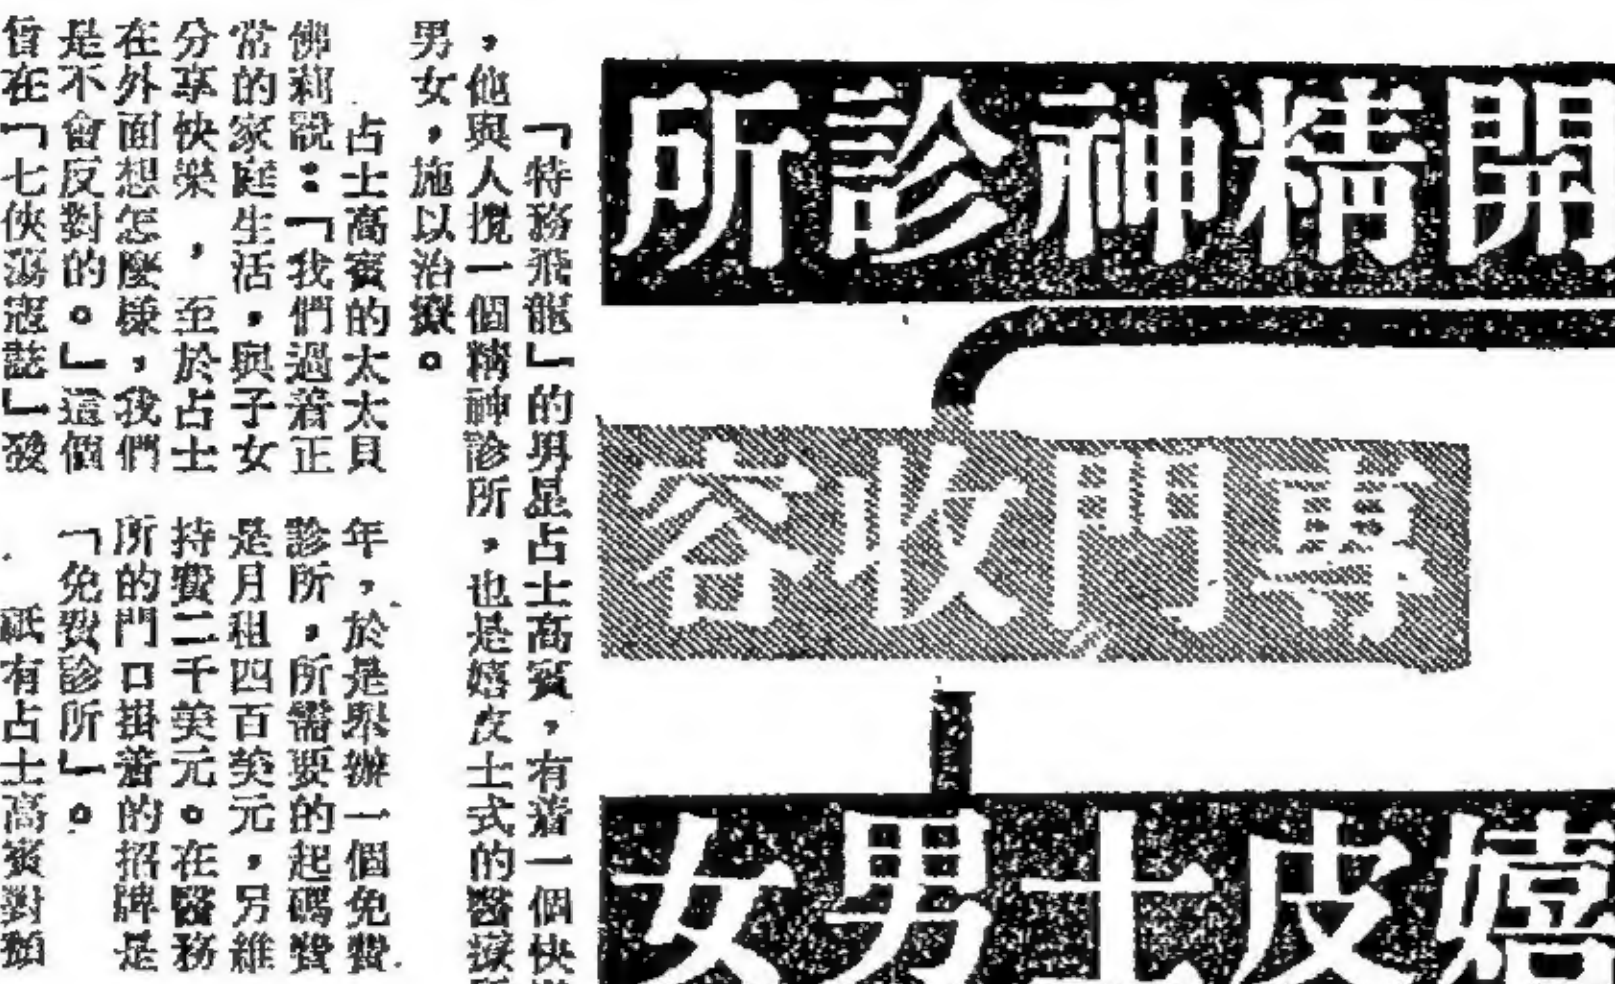 開精神診所
專門收容
嬉皮士男女
「特務飛龍」的男星占士高賓，有着一個快
，他與人攪一個精神診所，也是嬉皮士式的醫療
男女，施以治療。
占士高賓的太太貝
佛莉說：「我們過着正
常的家庭生活，與子女
分享快樂，至於占士
在外面想怎麼樣，我們
是不會反對的。」這個
在「七俠蕩寇誌」發
年，於是舉辦一個免費
診所，所需要的起碼費
是月租四百美元，另維
持費二千美元。在醫務
所的門口掛着的招牌是
「免費診所」。
祇有占士高賓對